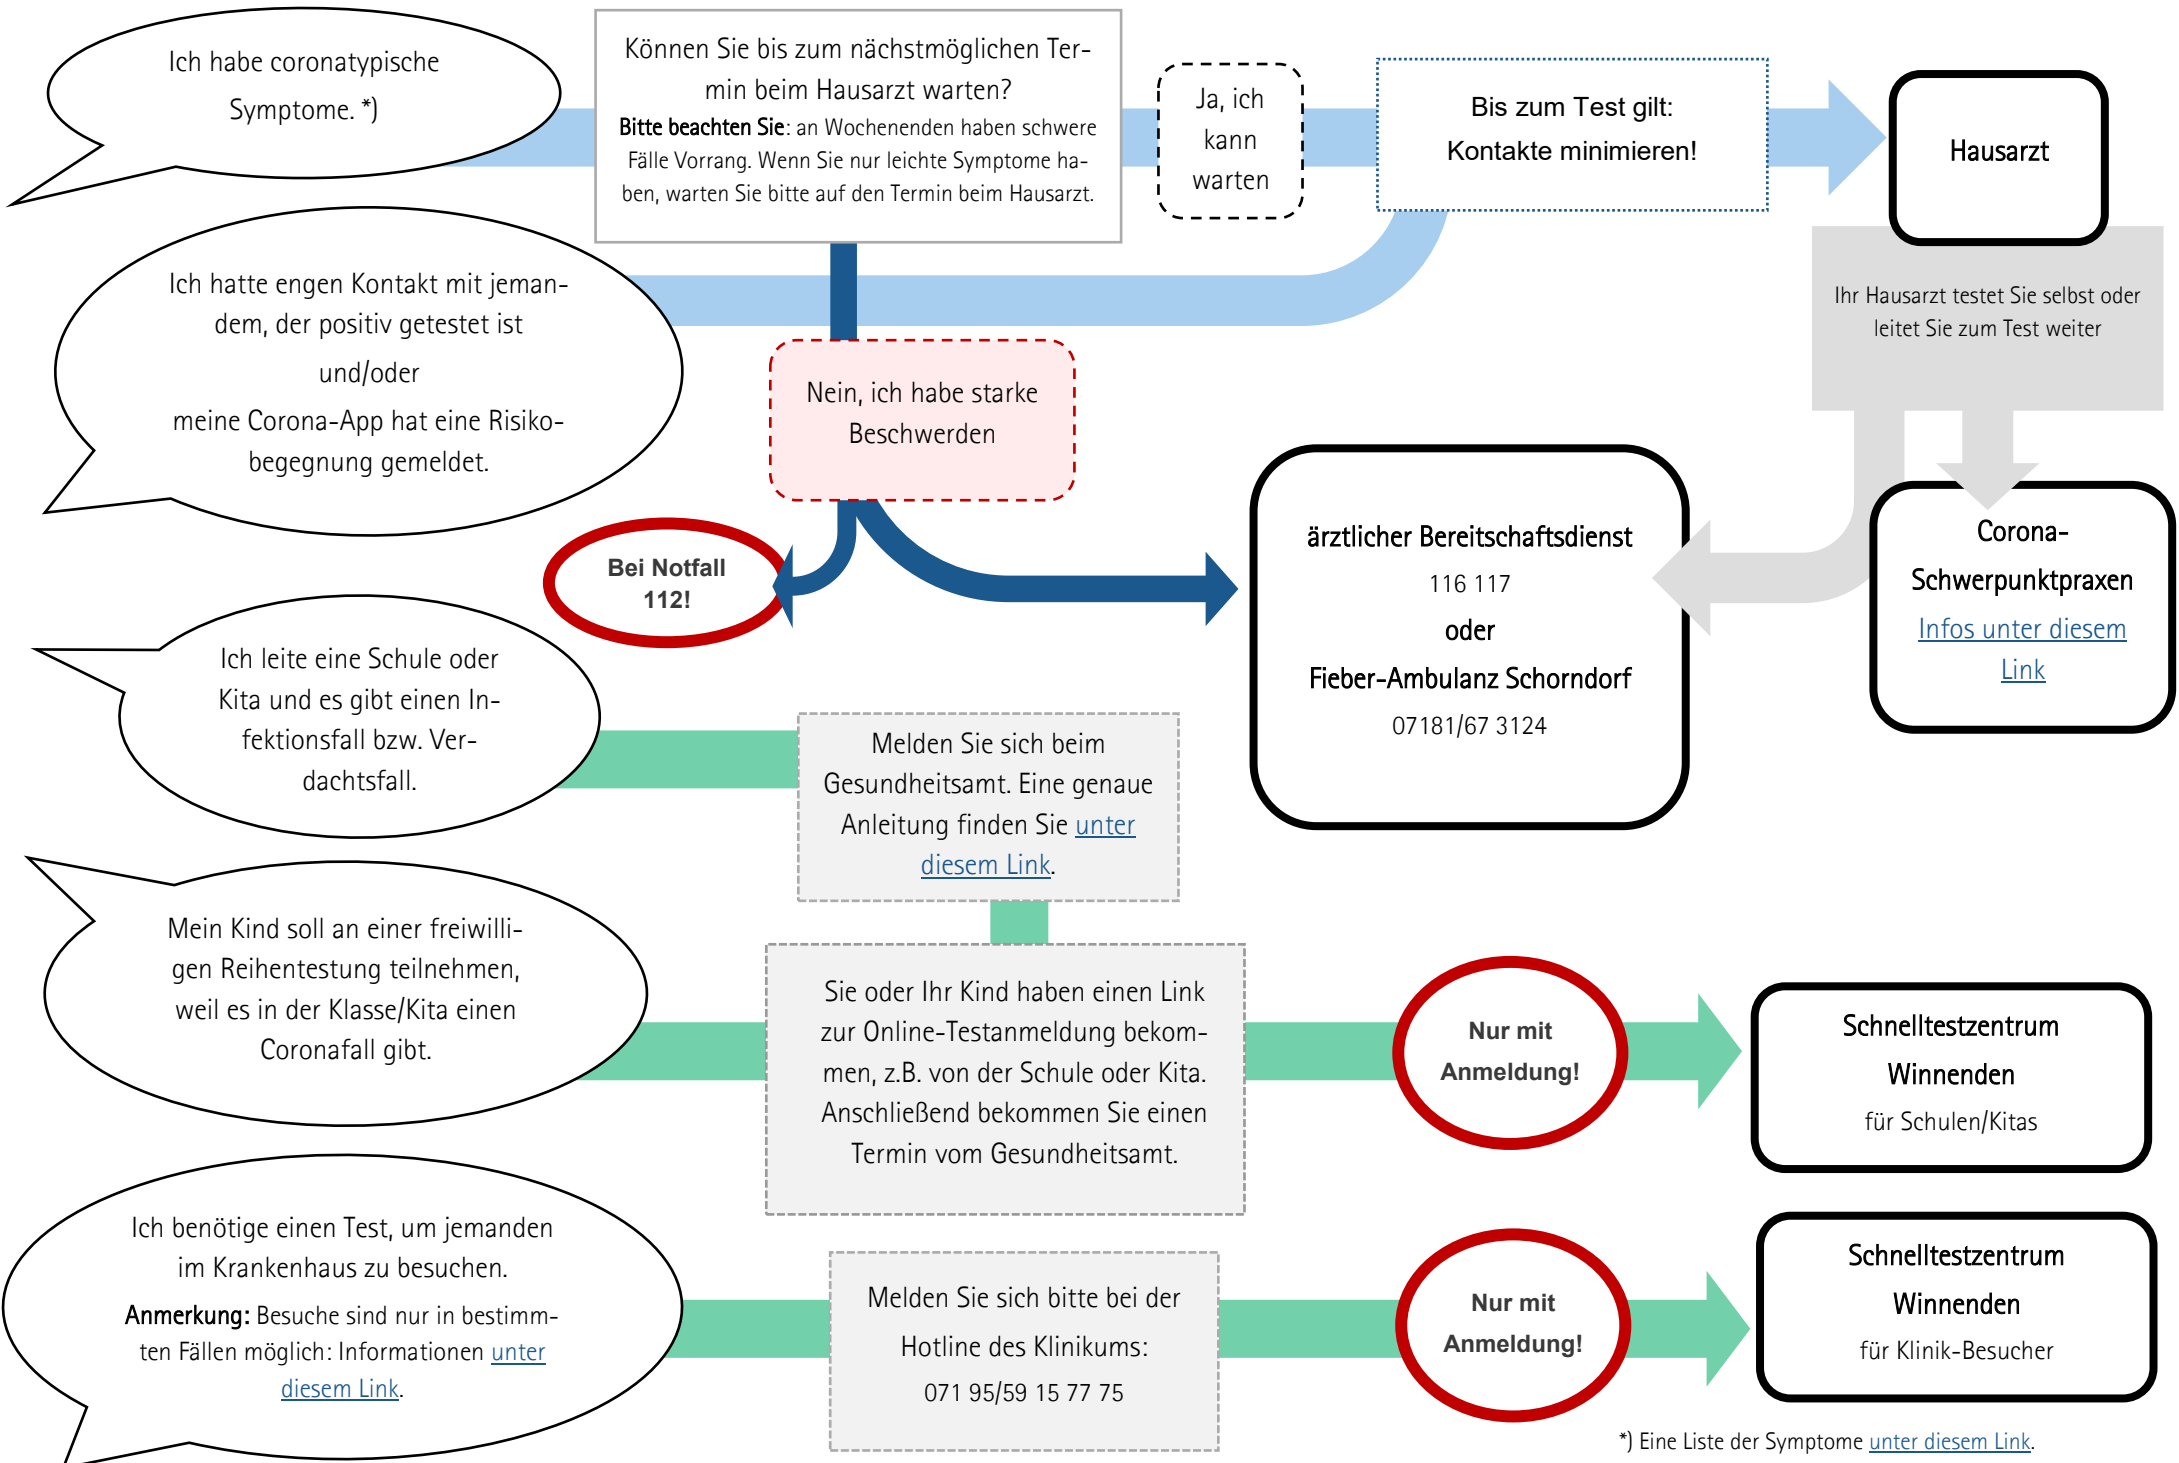 Ich habe coronatypische
Symptome. *)
Können Sie bis zum nächstmöglichen Ter-
min beim Hausarzt warten?
Bitte beachten Sie: an Wochenenden haben schwere
Fälle Vorrang. Wenn Sie nur leichte Symptome ha-
ben, warten Sie bitte auf den Termin beim Hausarzt.
Ja, ich
kann
warten
Bis zum Test gilt:
Kontakte minimieren!
Hausarzt
Ihr Hausarzt testet Sie selbst oder
leitet Sie zum Test weiter
Ich hatte engen Kontakt mit jeman-
dem, der positiv getestet ist
und/oder
meine Corona-App hat eine Risiko-
begegnung gemeldet.
Nein, ich habe starke
Beschwerden
Bei Notfall
112!
ärztlicher Bereitschaftsdienst
116 117
oder
Fieber-Ambulanz Schorndorf
07181/67 3124
Corona-
Schwerpunktpraxen
Infos unter diesem
Link
Ich leite eine Schule oder
Kita und es gibt einen In-
fektionsfall bzw. Ver-
dachtsfall.
Melden Sie sich beim
Gesundheitsamt. Eine genaue
Anleitung finden Sie unter
diesem Link.
Mein Kind soll an einer freiwilli-
gen Reihentestung teilnehmen,
weil es in der Klasse/Kita einen
Coronafall gibt.
Sie oder Ihr Kind haben einen Link
zur Online-Testanmeldung bekom-
men, z.B. von der Schule oder Kita.
Anschließend bekommen Sie einen
Termin vom Gesundheitsamt.
Nur mit
Anmeldung!
Schnelltestzentrum
Winnenden
für Schulen/Kitas
Ich benötige einen Test, um jemanden
im Krankenhaus zu besuchen.
Anmerkung: Besuche sind nur in bestimm-
ten Fällen möglich: Informationen unter
diesem Link.
Melden Sie sich bitte bei der
Hotline des Klinikums:
071 95/59 15 77 75
Nur mit
Anmeldung!
Schnelltestzentrum
Winnenden
für Klinik-Besucher
*) Eine Liste der Symptome unter diesem Link.